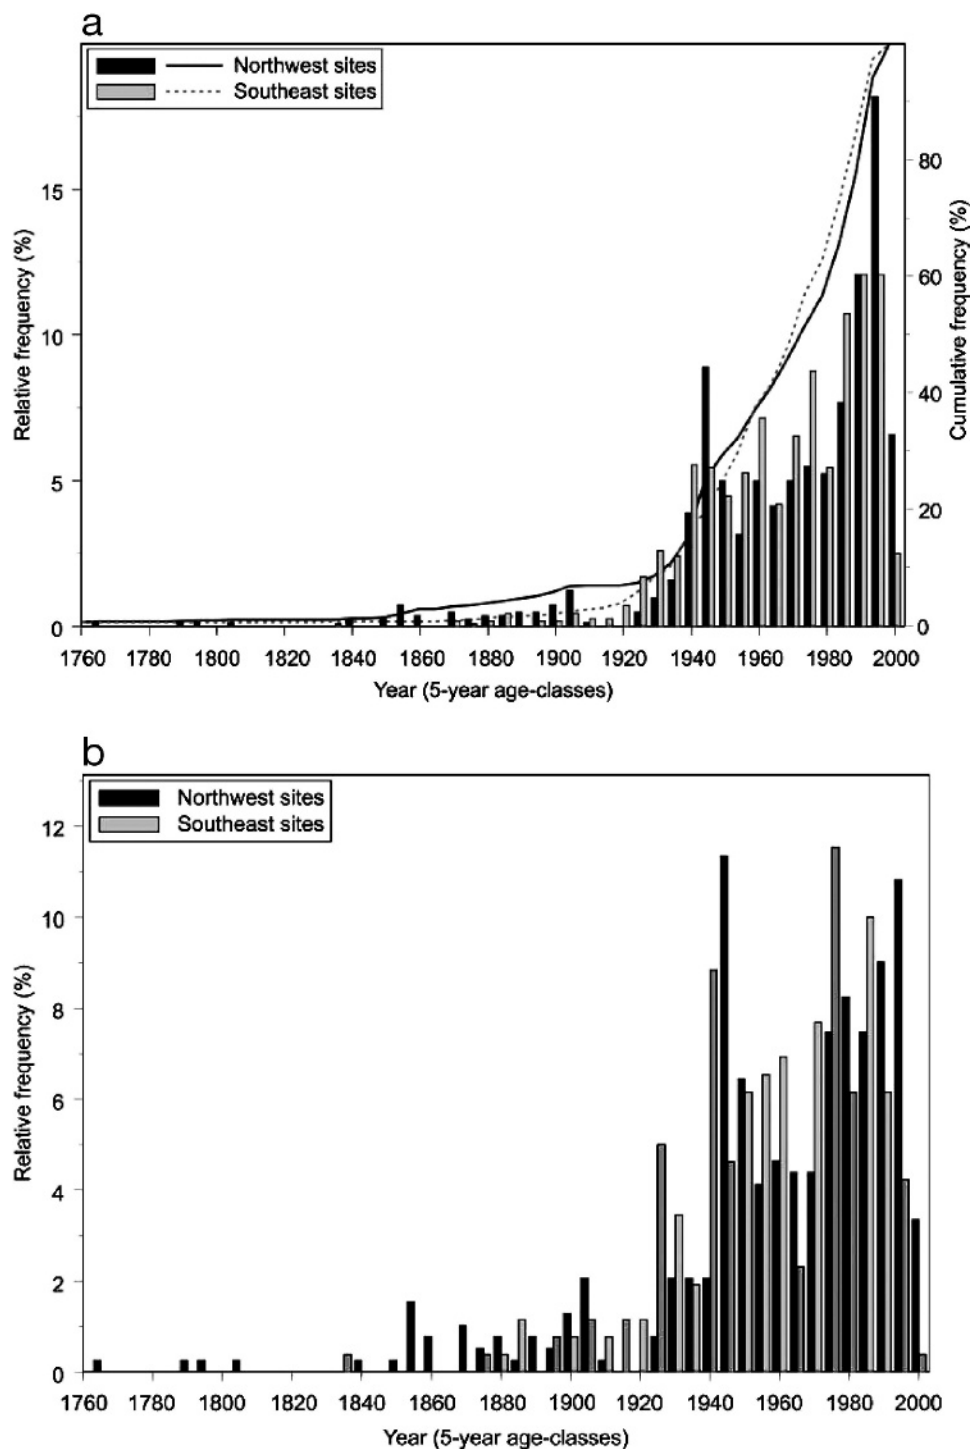 a
Northwest sites
Southeast sites
Relative frequency (%)
15
10
5
0
Cumulative frequency (%)
80
60
40
20
0
1760 1780 1800 1820 1840 1860 1880 1900 1920 1940 1960 1980 2000
Year (5-year age-classes)
b
Northwest sites
Southeast sites
Relative frequency (%)
12
10
8
6
4
2
0
1760 1780 1800 1820 1840 1860 1880 1900 1920 1940 1960 1980 2000
Year (5-year age-classes)